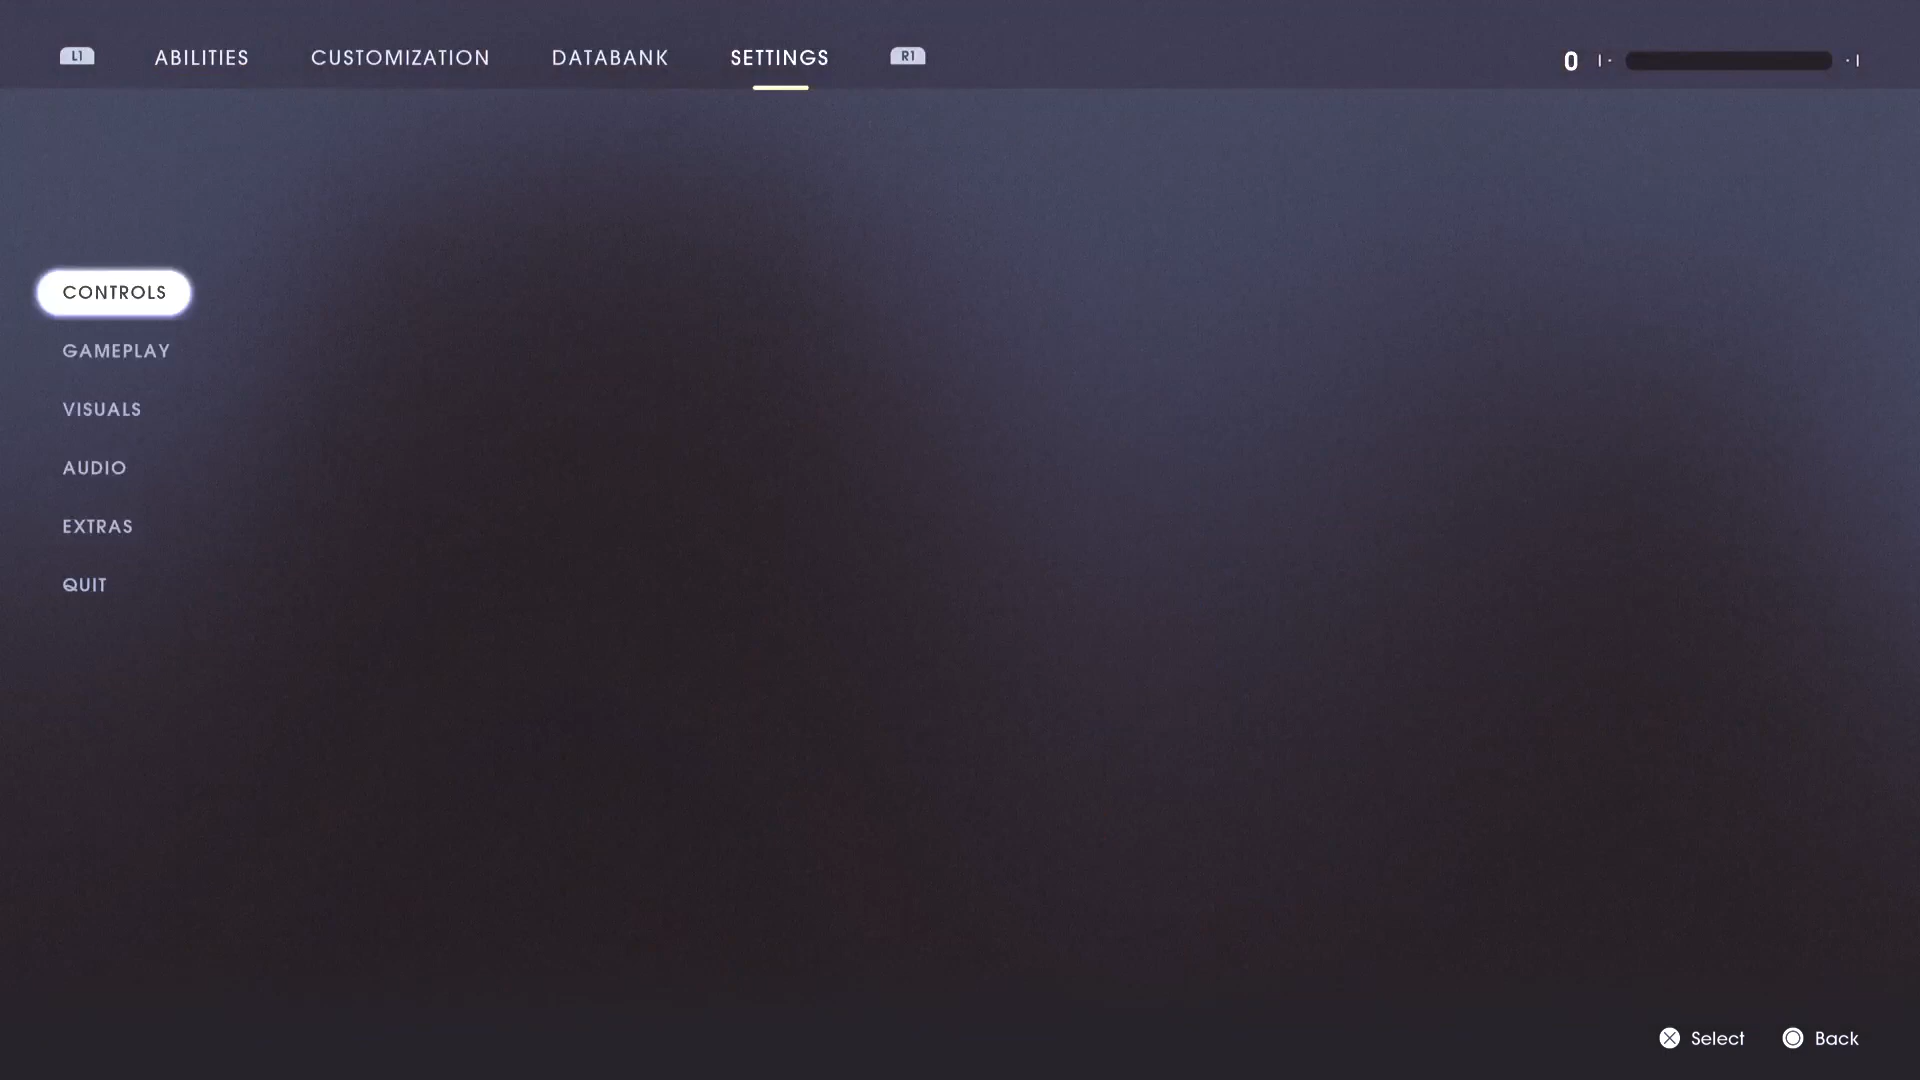 L1 ABILITIES CUSTOMIZATION DATABANK SETTINGS R1 0
CONTROLS
GAMEPLAY
VISUALS
AUDIO
EXTRAS
QUIT
Select Back